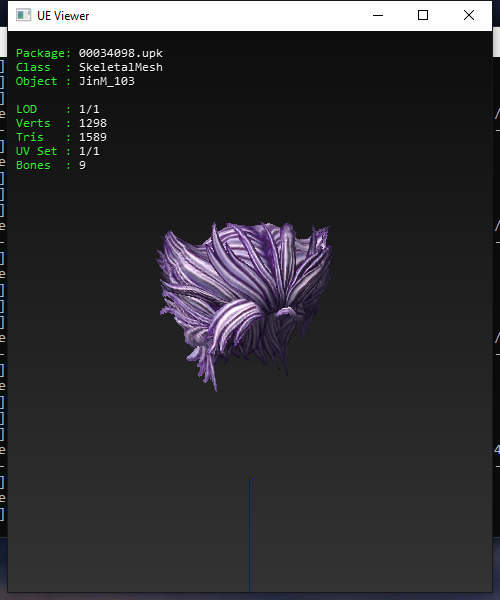 UE Viewer
Package: 00034098.upk
Class : SkeletalMesh
Object : JinM_103
LOD : 1/1
Verts : 1298
Tris : 1589
UV Set : 1/1
Bones : 9